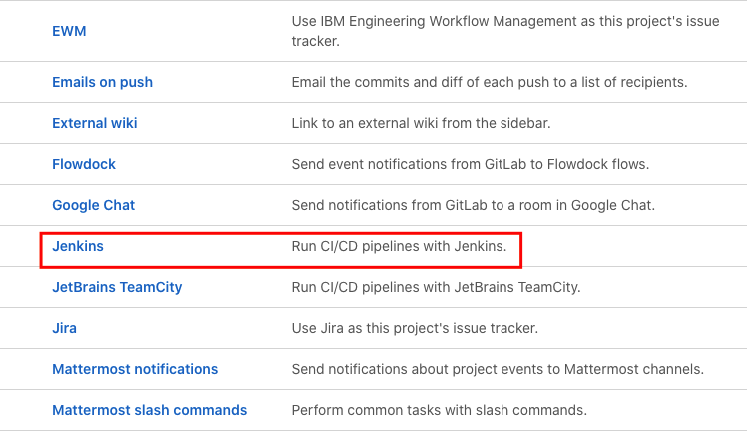 EWM
Use IBM Engineering Workflow Management as this project's issue
tracker.
Emails on push
Email the commits and diff of each push to a list of recipients.
External wiki
Link to an external wiki from the sidebar.
Flowdock
Send event notifications from GitLab to Flowdock flows.
Google Chat
Send notifications from GitLab to a room in Google Chat.
Jenkins
Run CI/CD pipelines with Jenkins.
JetBrains TeamCity
Run CI/CD pipelines with JetBrains TeamCity.
Jira
Use Jira as this project's issue tracker.
Mattermost notifications
Send notifications about project events to Mattermost channels.
Mattermost slash commands
Perform common tasks with slash commands.